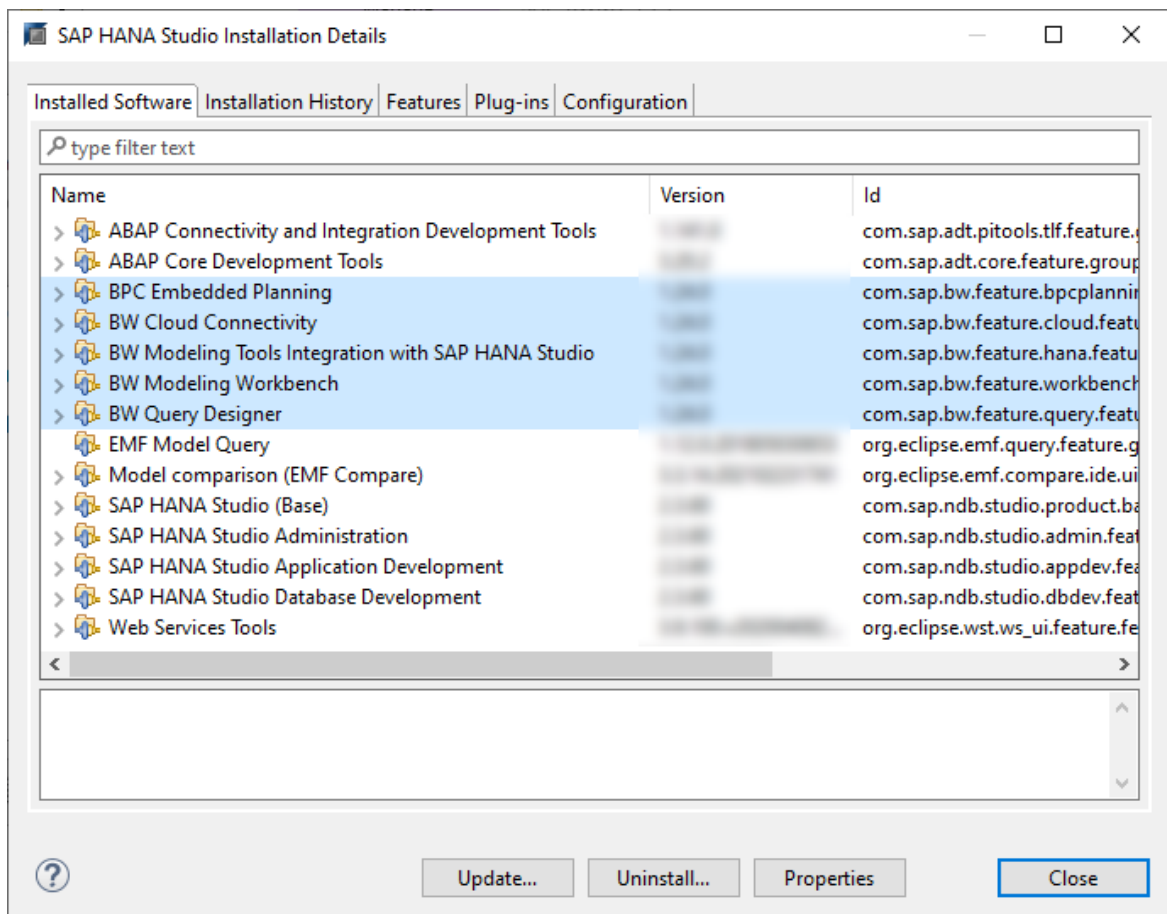 SAP HANA Studio Installation Details
Installed Software Installation History Features Plug-ins Configuration
type filter text
Name Version Id
ABAP Connectivity and Integration Development Tools com.sap.adt.pitools.tlf.feature.
ABAP Core Development Tools com.sap.adt.core.feature.group
BPC Embedded Planning com.sap.bw.feature.bpcplannin
BW Cloud Connectivity com.sap.bw.feature.cloud.featu
BW Modeling Tools Integration with SAP HANA Studio com.sap.bw.feature.hana.featu
BW Modeling Workbench com.sap.bw.feature.workbench
BW Query Designer com.sap.bw.feature.query.featu
EMF Model Query org.eclipse.emf.query.feature.g
Model comparison (EMF Compare) org.eclipse.emf.compare.ide.ui
SAP HANA Studio (Base) com.sap.ndb.studio.product.ba
SAP HANA Studio Administration com.sap.ndb.studio.admin.feat
SAP HANA Studio Application Development com.sap.ndb.studio.appdev.fea
SAP HANA Studio Database Development com.sap.ndb.studio.dbdev.feat
Web Services Tools org.eclipse.wst.ws_ui.feature.fe
Update... Uninstall... Properties Close